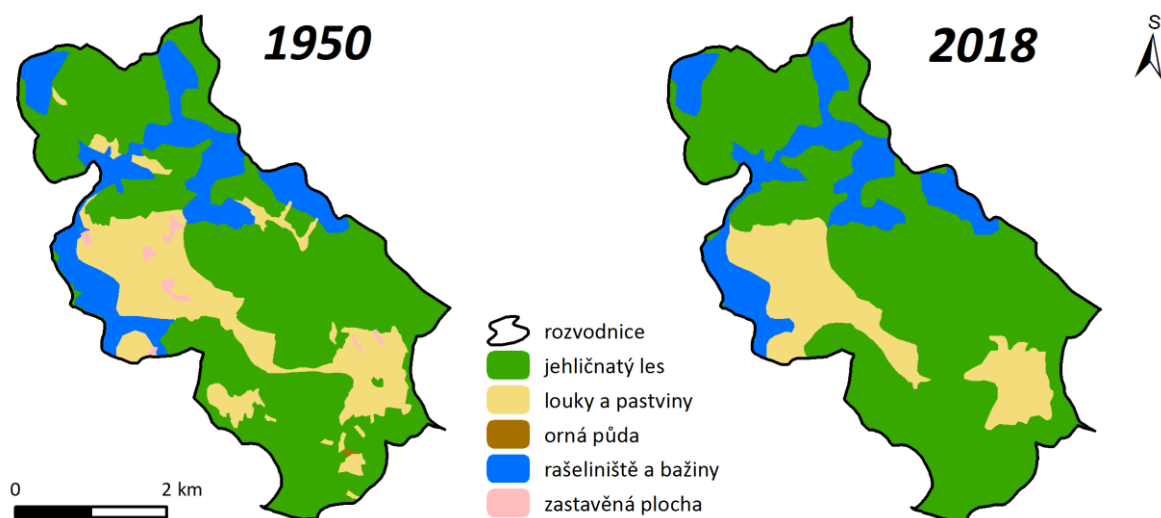 1950
2018
S
rozvodnice
jehličnatý les
louky a pastviny
orná půda
rašeliniště a bažiny
zastavěná plocha
0 2 km